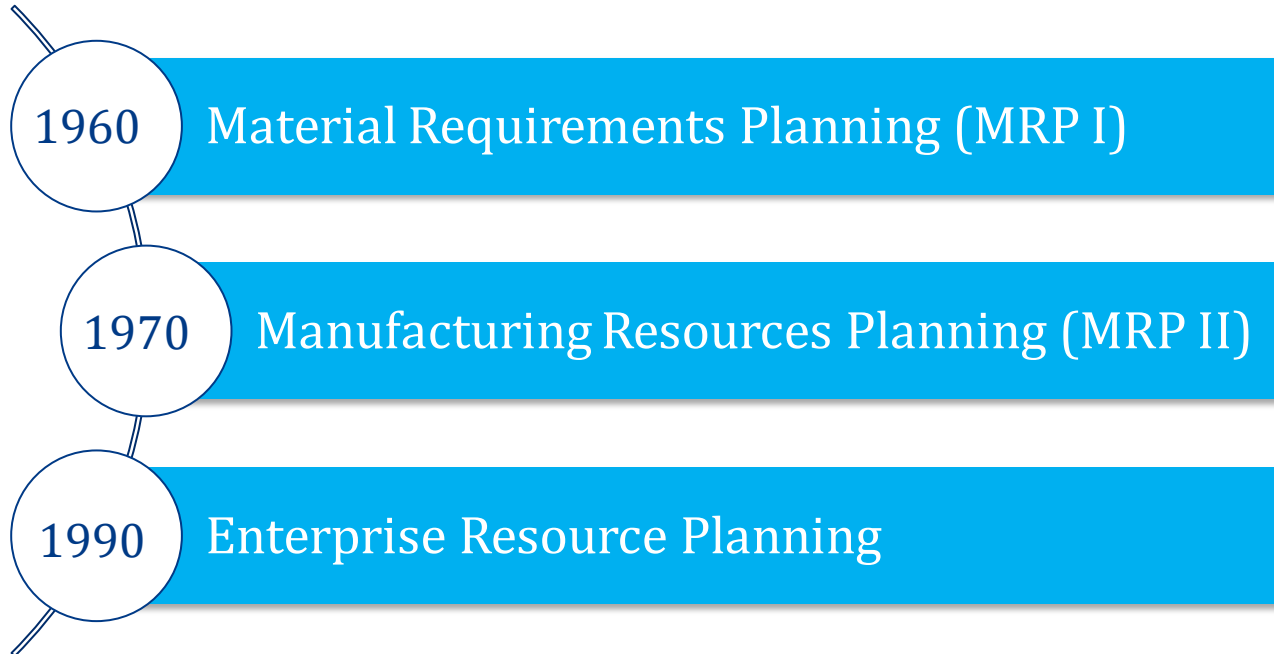 1960
Material Requirements Planning (MRP I)
1970
Manufacturing Resources Planning (MRP II)
1990
Enterprise Resource Planning